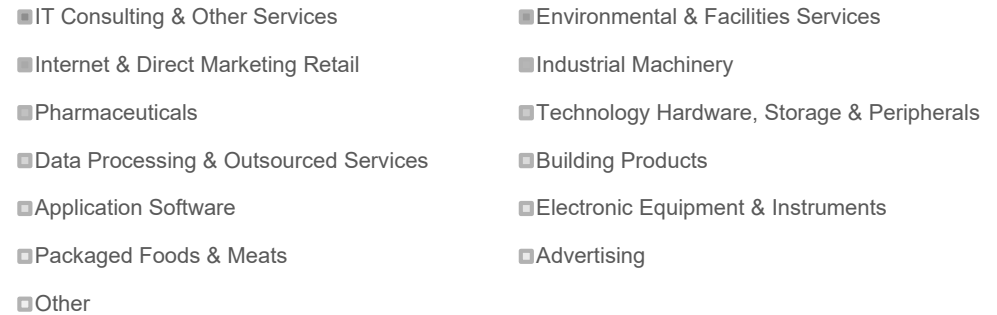 IT Consulting & Other Services
Environmental & Facilities Services
Internet & Direct Marketing Retail
Industrial Machinery
Pharmaceuticals
Technology Hardware, Storage & Peripherals
Data Processing & Outsourced Services
Building Products
Application Software
Electronic Equipment & Instruments
Packaged Foods & Meats
Advertising
Other